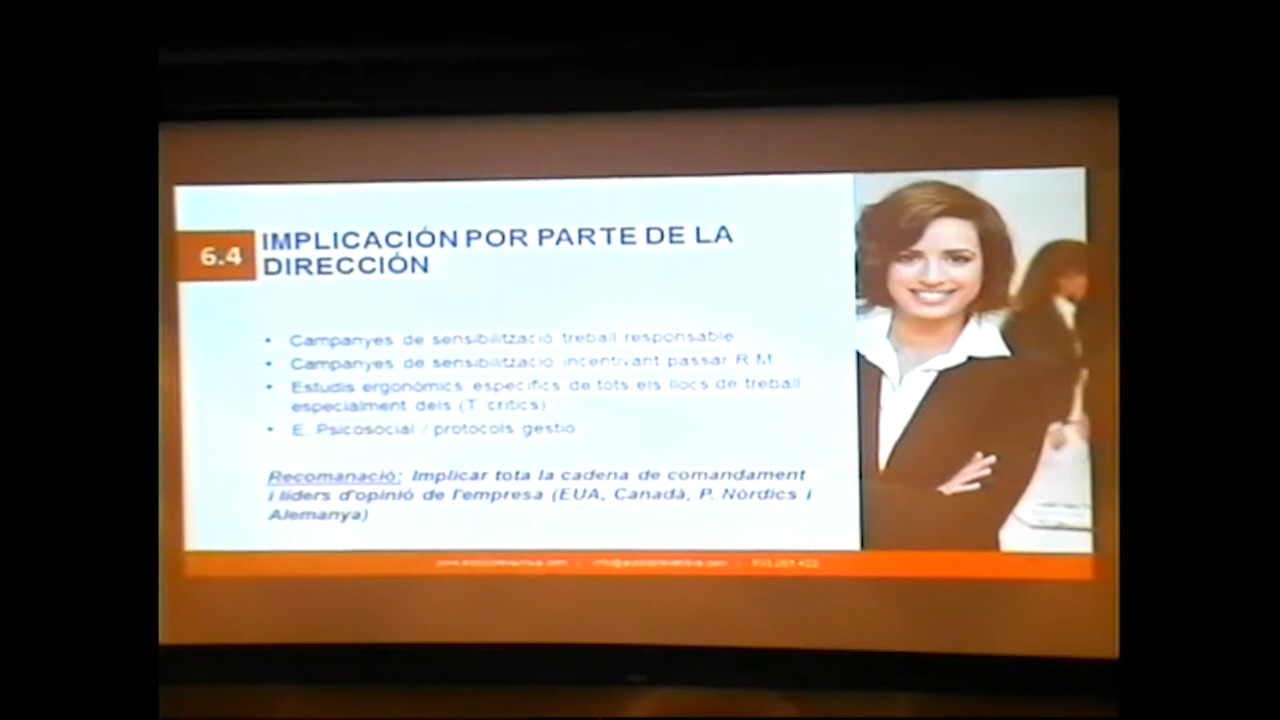 6.4
IMPLICACIÓN POR PARTE DE LA
DIRECCIÓN
• Campanyes de sensibilització treball responsable
• Campanyes de sensibilització incentivant passar R.M.
• Estudis ergonòmics específics de tots els llocs de treball
especialment dels (T. crítics)
• E. Psicosocial / protocols gestió
Recomanació: Implicar tota la cadena de comandament
i líders d'opinió de l'empresa (EUA, Canadà, P. Nòrdics i
Alemanya)